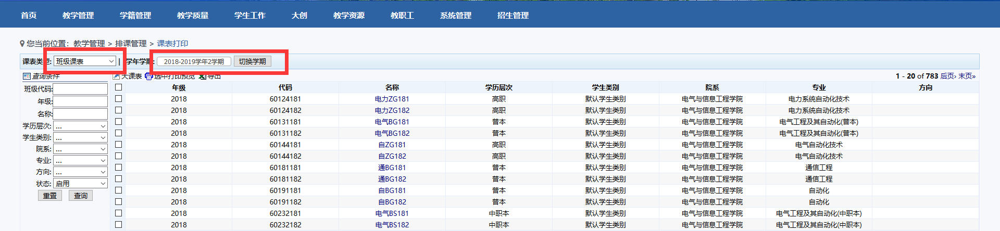 首页 教学管理 学籍管理 教学质量 学生工作 大创 教学资源 教职工 系统管理 招生管理
您当前位置: 教学管理 > 排课管理 > 课表打印
课表类型: 班级课表 | 学年学期: 2018-2019学年2学期 切换学期
查询条件 大课表 选中打印预览 导出 1 - 20 of 783 后页› 末页»
班级代码:
年级:
名称:
学历层次: ...
学生类别: ...
院系: ...
专业: ...
方向: ...
状态: 启用
重置 查询
年级 代码 名称 学历层次 学生类别 院系 专业 方向
2018 60124181 电力ZG181 高职 默认学生类别 电气与信息工程学院 电力系统自动化技术
2018 60124182 电力ZG182 高职 默认学生类别 电气与信息工程学院 电力系统自动化技术
2018 60131181 电气BG181 普本 默认学生类别 电气与信息工程学院 电气工程及其自动化(普本)
2018 60131182 电气BG182 普本 默认学生类别 电气与信息工程学院 电气工程及其自动化(普本)
2018 60144181 自ZG181 高职 默认学生类别 电气与信息工程学院 电气自动化技术
2018 60144182 自ZG182 高职 默认学生类别 电气与信息工程学院 电气自动化技术
2018 60181181 通BG181 普本 默认学生类别 电气与信息工程学院 通信工程
2018 60181182 通BG182 普本 默认学生类别 电气与信息工程学院 通信工程
2018 60191181 自BG181 普本 默认学生类别 电气与信息工程学院 自动化
2018 60191182 自BG182 普本 默认学生类别 电气与信息工程学院 自动化
2018 60232181 电气BS181 中职本 默认学生类别 电气与信息工程学院 电气工程及其自动化(中职本)
2018 60232182 电气BS182 中职本 默认学生类别 电气与信息工程学院 电气工程及其自动化(中职本)